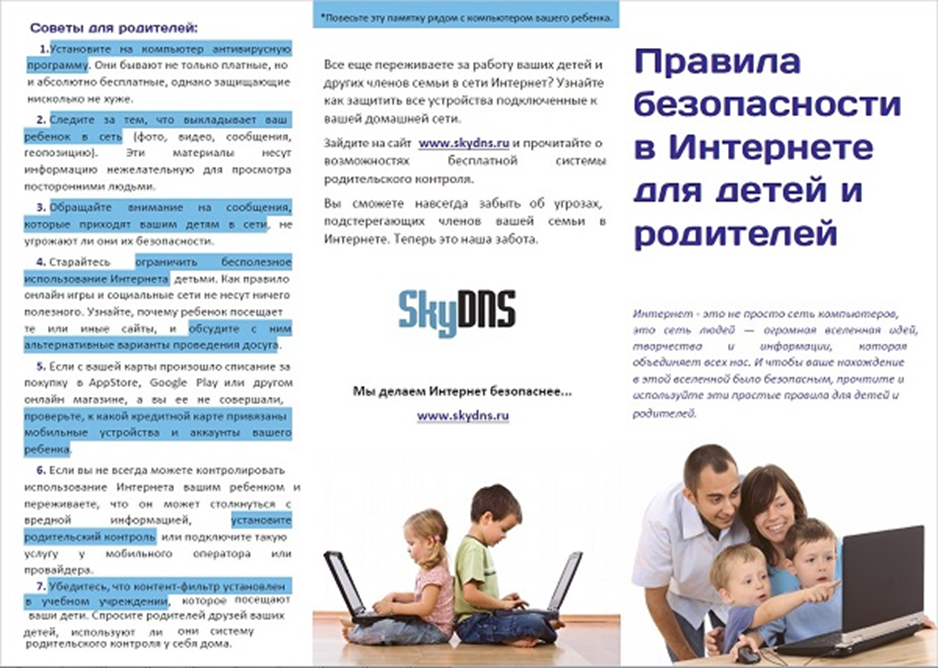 Советы для родителей:
1.Установите на компьютер антивирусную
программу. Они бывают не только платные, но
и абсолютно бесплатные, однако защищающие
нисколько не хуже.
2. Следите за тем, что выкладывает ваш
ребенок в сеть (фото, видео, сообщения,
геопозицию). Эти материалы несут
информацию нежелательную для просмотра
посторонними людьми.
3. Обращайте внимание на сообщения,
которые приходят вашим детям в сети, не
угрожают ли они их безопасности.
4. Старайтесь ограничить бесполезное
использование Интернета детьми. Как правило
онлайн игры и социальные сети не несут ничего
полезного. Узнайте, почему ребенок посещает
те или иные сайты, и обсудите с ним
альтернативные варианты проведения досуга.
5. Если с вашей карты произошло списание за
покупку в AppStore, Google Play или другом
онлайн магазине, а вы ее не совершали,
проверьте, к какой кредитной карте привязаны
мобильные устройства и аккаунты вашего
ребенка.
6. Если вы не всегда можете контролировать
использование Интернета вашим ребенком и
переживаете, что он может столкнуться с
вредной информацией, установите
родительский контроль или подключите такую
услугу у мобильного оператора или
провайдера.
7. Убедитесь, что контент-фильтр установлен
в учебном учреждении, которое посещают
ваши дети. Спросите родителей друзей ваших
детей, используют ли они систему
родительского контроля у себя дома.
*Повесьте эту памятку рядом с компьютером вашего ребенка.
Все еще переживаете за работу ваших детей и
других членов семьи в сети Интернет? Узнайте
как защитить все устройства подключенные к
вашей домашней сети.
Зайдите на сайт www.skydns.ru и прочитайте о
возможностях бесплатной системы
родительского контроля.
Вы сможете навсегда забыть об угрозах,
подстерегающих членов вашей семьи в
Интернете. Теперь это наша забота.
SkyDNS
Мы делаем Интернет безопаснее...
www.skydns.ru
Правила
безопасности
в Интернете
для детей и
родителей
Интернет - это не просто сеть компьютеров,
это сеть людей — огромная вселенная идей,
творчества и информации, которая
объединяет всех нас. И чтобы ваше нахождение
в этой вселенной было безопасным, прочтите и
используйте эти простые правила для детей и
родителей.